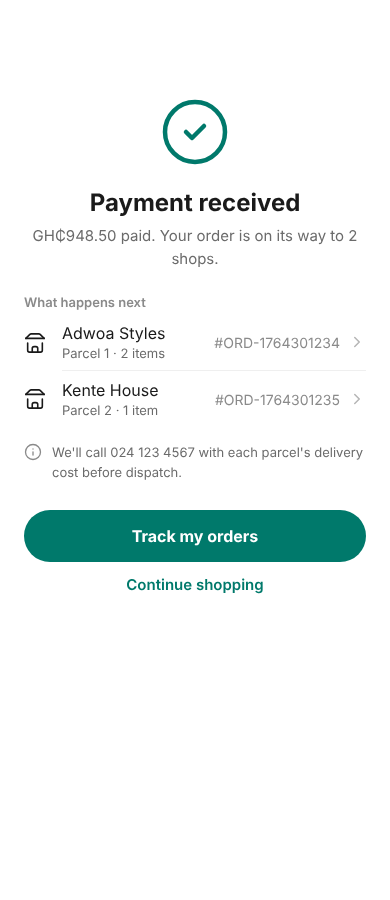 Payment received
GH₵948.50 paid. Your order is on its way to 2
shops.
What happens next
Adwoa Styles
Parcel 1 · 2 items
#ORD-1764301234
Kente House
Parcel 2 · 1 item
#ORD-1764301235
We'll call 024 123 4567 with each parcel's delivery
cost before dispatch.
Track my orders
Continue shopping